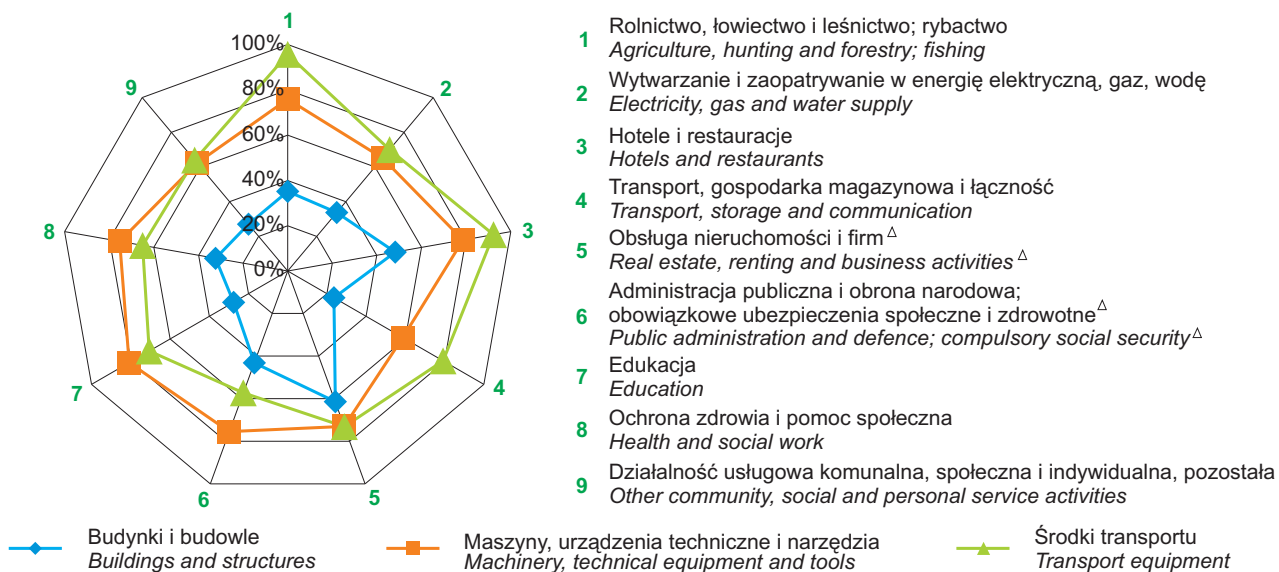 1
100%
80%
60%
40%
20%
0%
2
3
4
5
6
7
8
9
1 Rolnictwo, łowiectwo i leśnictwo; rybactwo
Agriculture, hunting and forestry; fishing
2 Wytwarzanie i zaopatrywanie w energię elektryczną, gaz, wodę
Electricity, gas and water supply
3 Hotele i restauracje
Hotels and restaurants
4 Transport, gospodarka magazynowa i łączność
Transport, storage and communication
5 Obsługa nieruchomości i firm Δ
Real estate, renting and business activities Δ
6 Administracja publiczna i obrona narodowa;
obowiązkowe ubezpieczenia społeczne i zdrowotne Δ
Public administration and defence; compulsory social security Δ
7 Edukacja
Education
8 Ochrona zdrowia i pomoc społeczna
Health and social work
9 Działalność usługowa komunalna, społeczna i indywidualna, pozostała
Other community, social and personal service activities
Budynki i budowle
Buildings and structures
Maszyny, urządzenia techniczne i narzędzia
Machinery, technical equipment and tools
Środki transportu
Transport equipment